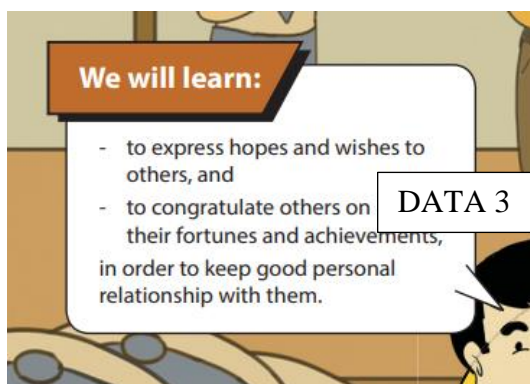 We will learn:
- to express hopes and wishes to
others, and
- to congratulate others on
DATA 3
their fortunes and achievements,
in order to keep good personal
relationship with them.